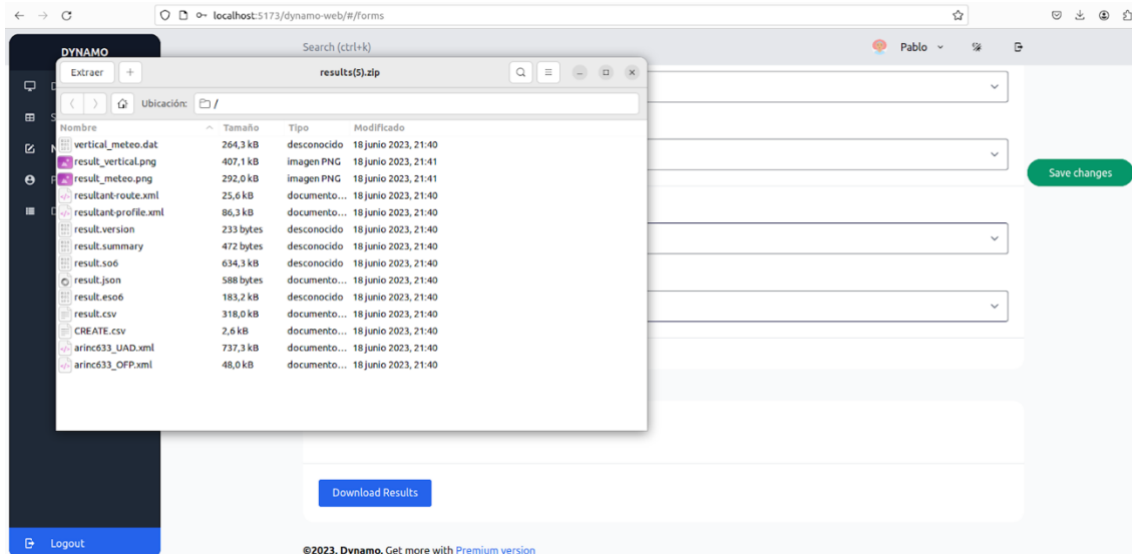 localhost:5173/dynamo-web/#/forms
DYNAMO
Search (ctrl+k)
Pablo
Extraer
results(5).zip
Ubicación:
/
Nombre Tamaño Tipo Modificado
vertical_meteo.dat 264,3 kB desconocido 18 junio 2023, 21:40
result_vertical.png 407,1 kB imagen PNG 18 junio 2023, 21:41
result_meteo.png 292,0 kB imagen PNG 18 junio 2023, 21:41
resultant-route.xml 25,6 kB documento... 18 junio 2023, 21:40
resultant-profile.xml 86,3 kB documento... 18 junio 2023, 21:40
result.version 233 bytes desconocido 18 junio 2023, 21:40
result.summary 472 bytes desconocido 18 junio 2023, 21:40
result.so6 634,3 kB desconocido 18 junio 2023, 21:40
result.json 588 bytes documento... 18 junio 2023, 21:40
result.eso6 183,2 kB desconocido 18 junio 2023, 21:40
result.csv 318,0 kB documento... 18 junio 2023, 21:40
CREATE.csv 2,6 kB documento... 18 junio 2023, 21:40
arinc633_UAD.xml 737,3 kB documento... 18 junio 2023, 21:40
arinc633_OFP.xml 48,0 kB documento... 18 junio 2023, 21:40
Save changes
Download Results
Logout
©2023, Dynamo. Get more with Premium version